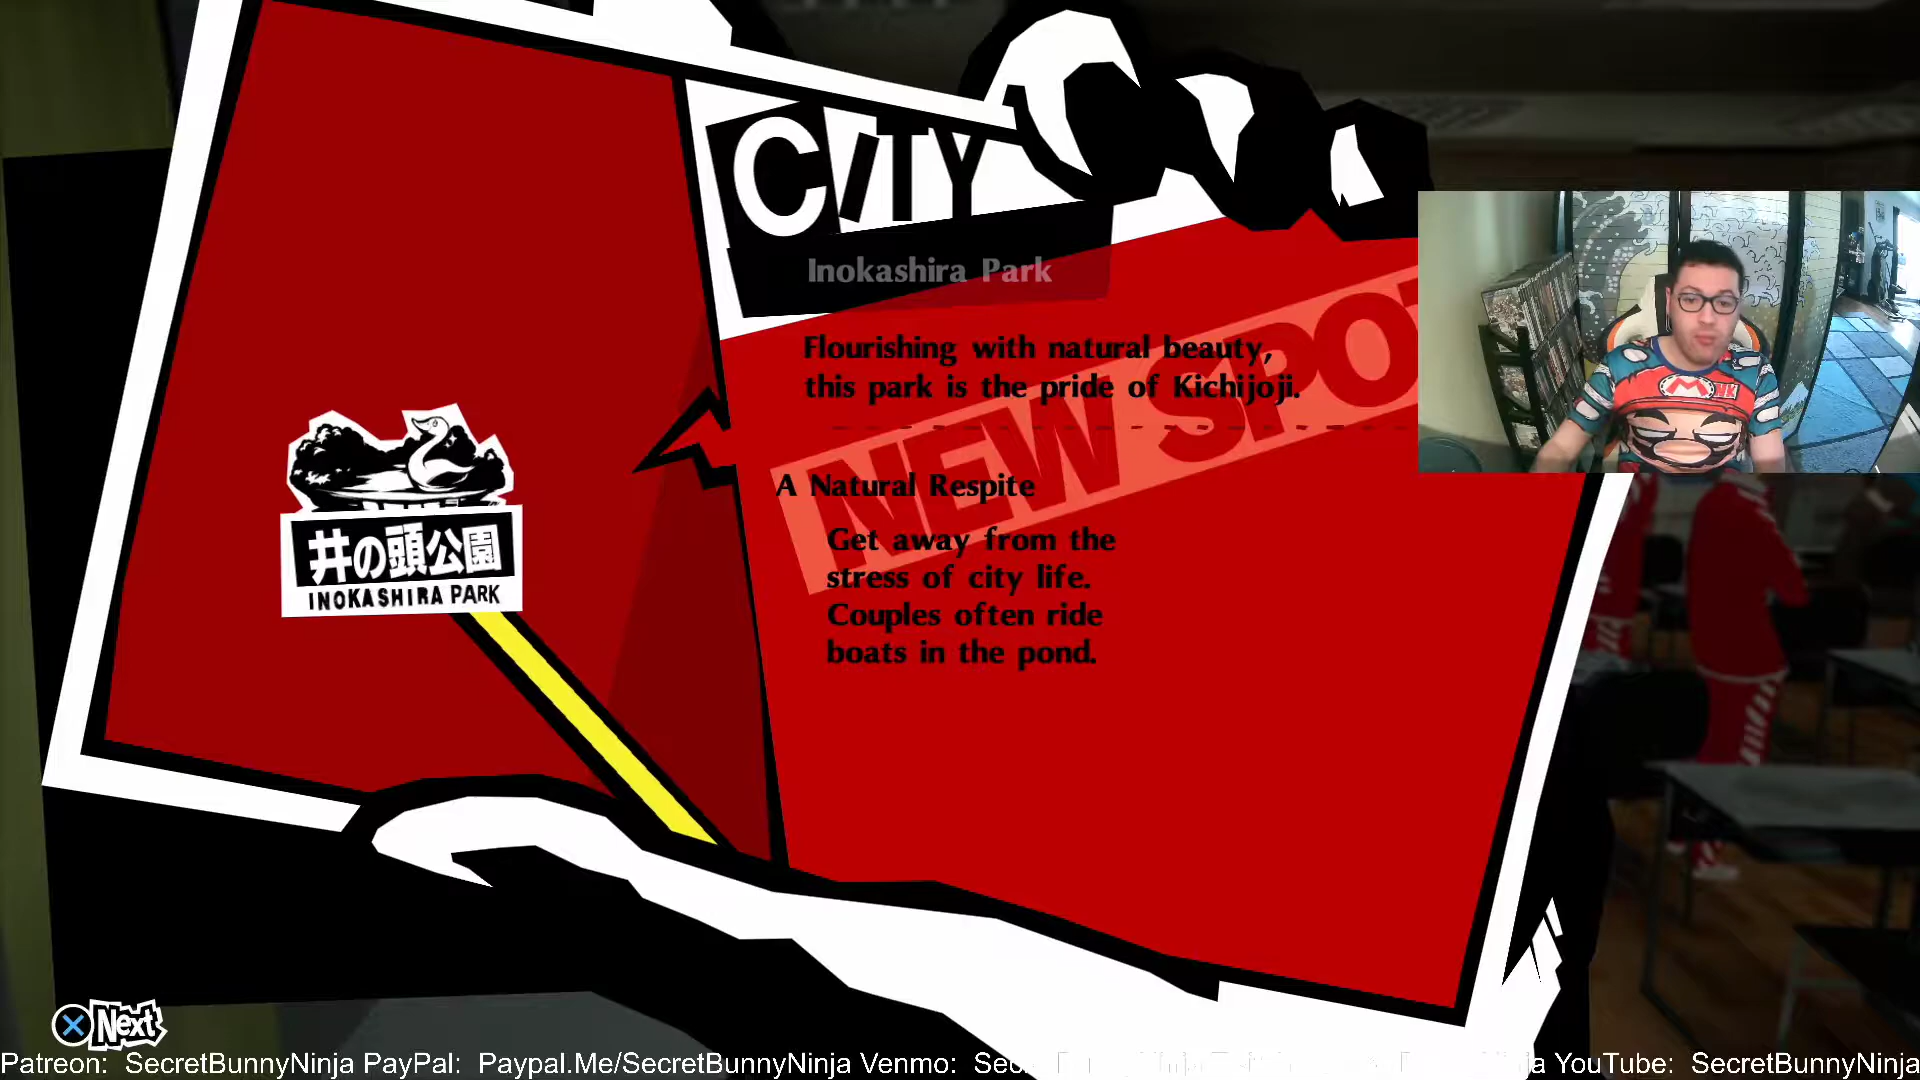 CITY
Inokashira Park
Flourishing with natural beauty,
this park is the pride of Kichijoji.
NEW SPO
A Natural Respite
Get away from the
stress of city life.
Couples often ride
boats in the pond.
井の頭公園
INOKASHIRA PARK
M
Next
Patreon: SecretBunnyNinja PayPal: Paypal.Me/SecretBunnyNinja Venmo: YouTube: SecretBunnyNinja